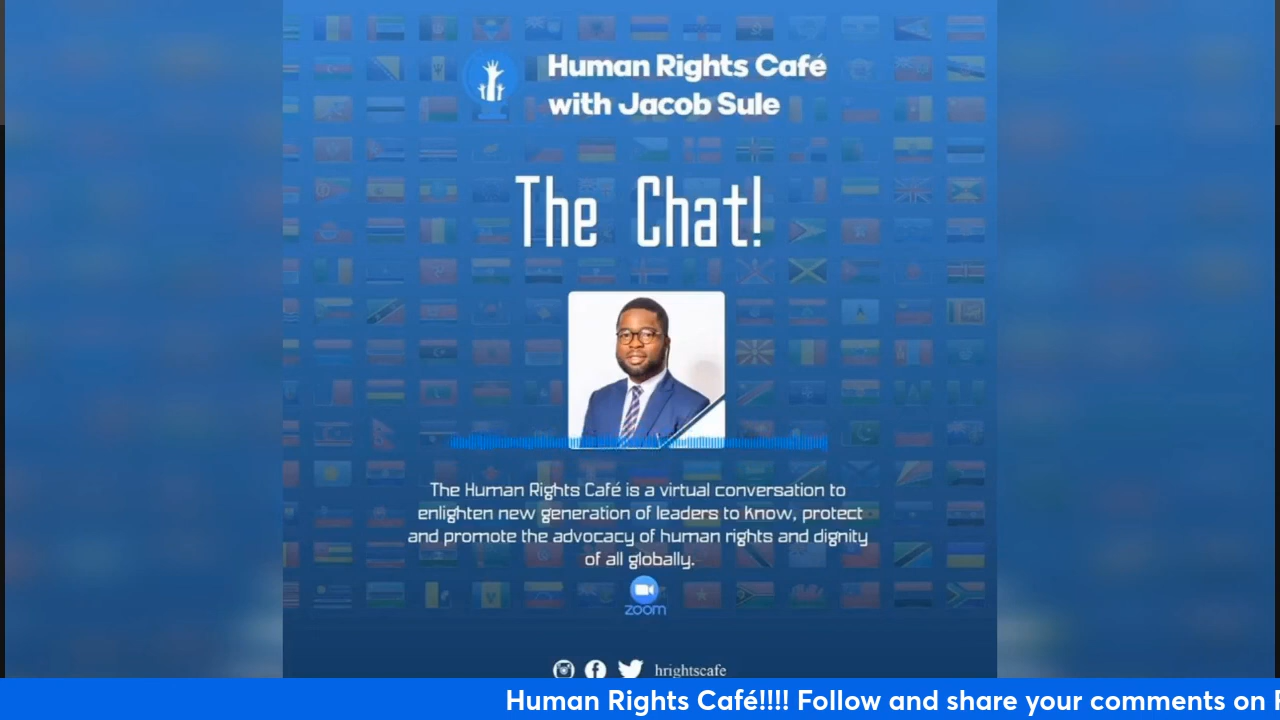 Human Rights Café
with Jacob Sule
The Chat!
The Human Rights Café is a virtual conversation to
enlighten new generation of leaders to know, protect
and promote the advocacy of human rights and dignity
of all globally.
zoom
hrightscafe
Human Rights Café!!!! Follow and share your comments on